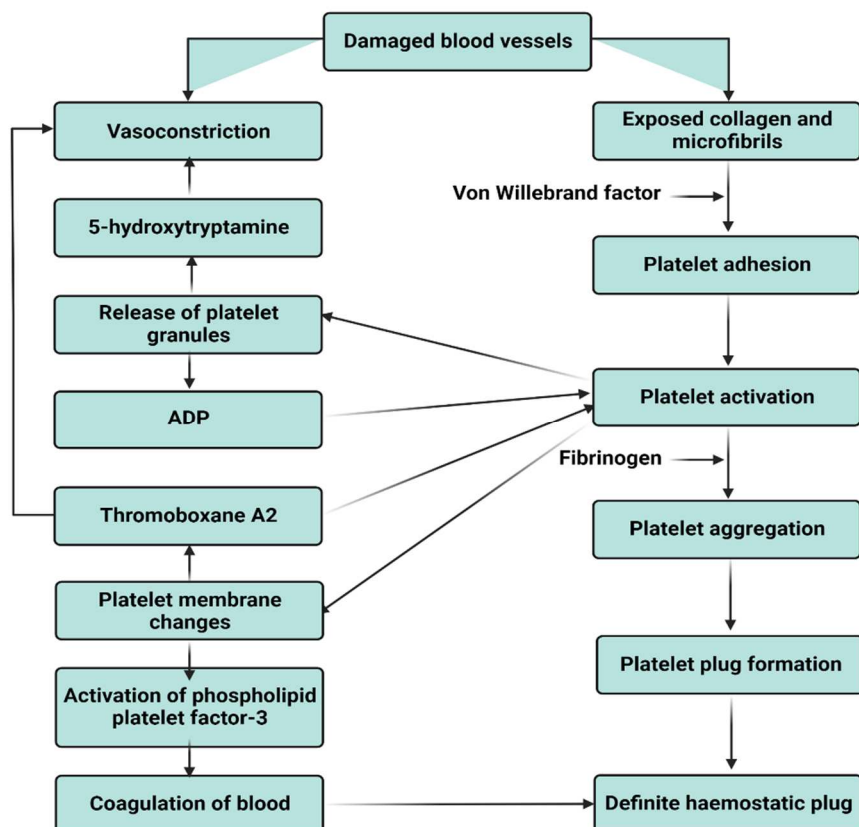 Damaged blood vessels
Vasoconstriction
Exposed collagen and
microfibrils
Von Willebrand factor
5-hydroxytryptamine
Platelet adhesion
Release of platelet
granules
Platelet activation
ADP
Fibrinogen
Thromoboxane A2
Platelet aggregation
Platelet membrane
changes
Platelet plug formation
Activation of phospholipid
platelet factor-3
Coagulation of blood
Definite haemostatic plug